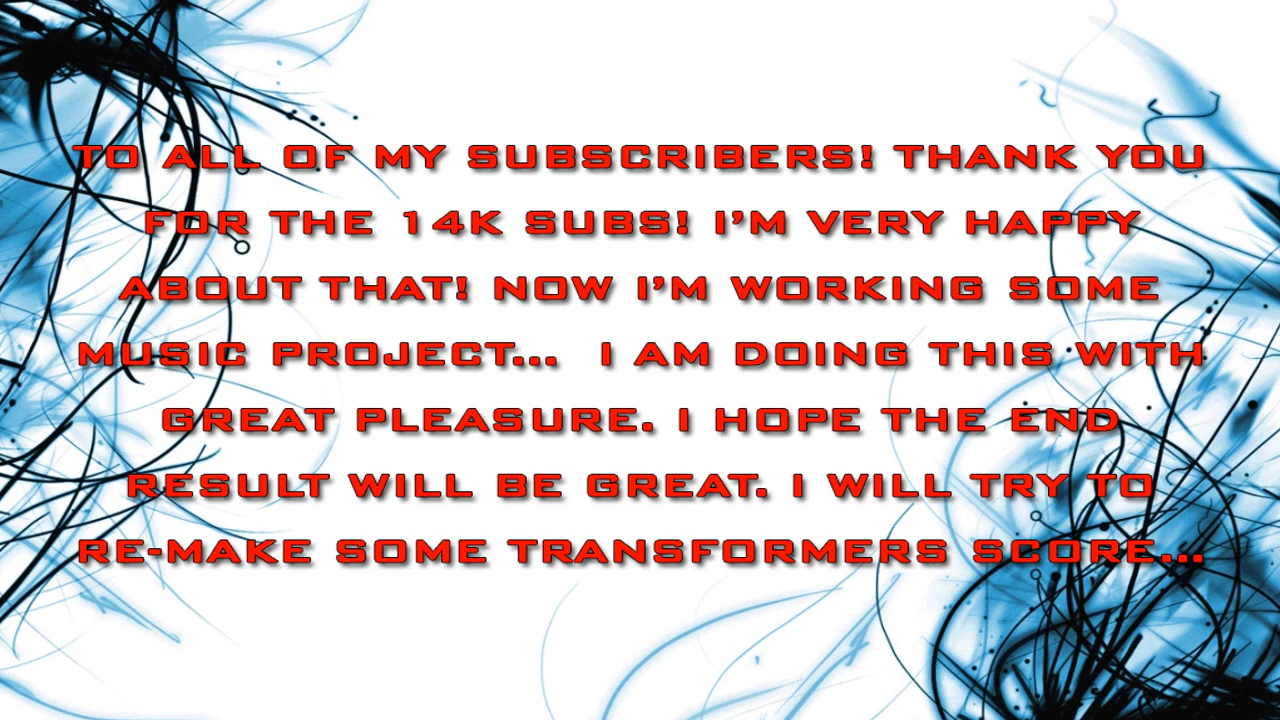 TO ALL OF MY SUBSCRIBERS! THANK YOU
FOR THE 14K SUBS! I'M VERY HAPPY
ABOUT THAT! NOW I'M WORKING SOME
MUSIC PROJECT...  I AM DOING THIS WITH
GREAT PLEASURE. I HOPE THE END
RESULT WILL BE GREAT. I WILL TRY TO
RE-MAKE SOME TRANSFORMERS SCORE...